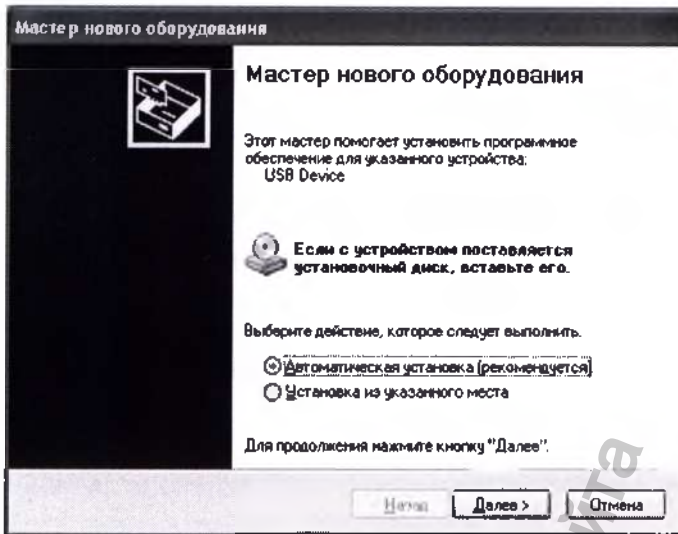 Мастер нового оборудования
Мастер нового оборудования
Этот мастер помогает установить программное
обеспечение для указанного устройства:
USB Device
Если с устройством поставляется
установочный диск, вставьте его.
Выберите действие, которое следует выполнить.
Автоматическая установка (рекомендуется)
Установка из указанного места
Для продолжения нажмите кнопку "Далее".
Назад Далее > Отмена